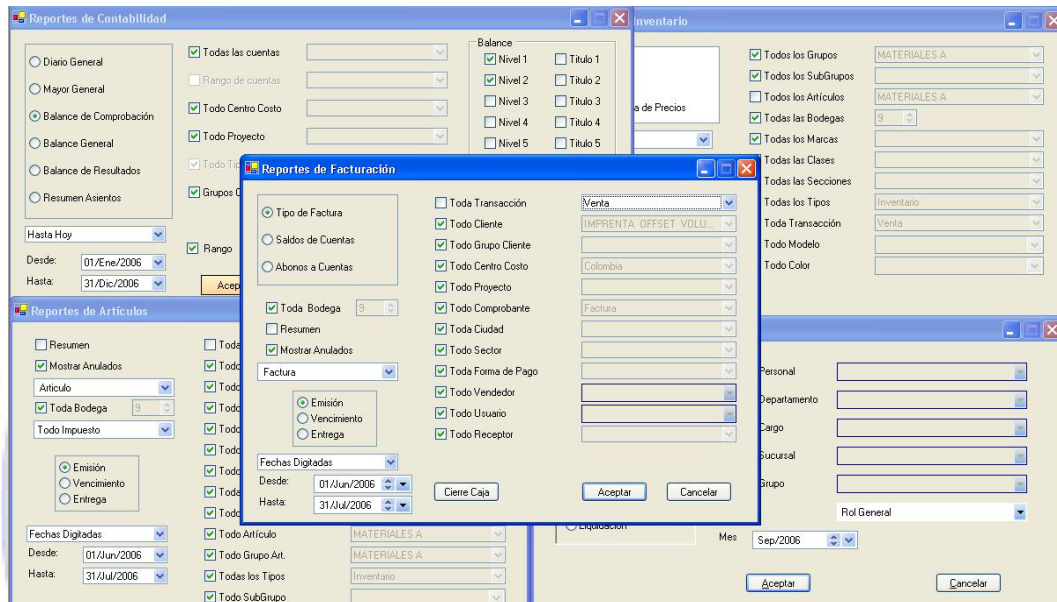 Reportes de Contabilidad
Diario General
Mayor General
Balance de Comprobación
Balance General
Balance de Resultados
Resumen Asientos
Hasta Hoy
Desde: 01/Ene/2006
Hasta: 31/Dic/2006
Todas las cuentas
Rango de cuentas
Todo Centro Costo
Todo Proyecto
Todo
Grupos
Rango
Balance
Nivel 1 Titulo 1
Nivel 2 Titulo 2
Nivel 3 Titulo 3
Nivel 4 Titulo 4
Nivel 5 Titulo 5
Inventario
de Precios
Todos los Grupos MATERIALES A
Todos los SubGrupos
Todos los Artículos MATERIALES A
Todas las Bodegas 9
Todas los Marcas
Todas las Clases
Todas las Secciones
Todas los Tipos Inventario
Toda Transacción Venta
Todo Modelo
Todo Color
Reportes de Facturación
Tipo de Factura
Saldos de Cuentas
Abonos a Cuentas
Toda Bodega 9
Resumen
Mostrar Anulados
Factura
Emisión
Vencimiento
Entrega
Fechas Digitadas
Desde: 01/Jun/2006
Hasta: 31/Jul/2006
Toda Transacción Venta
Todo Cliente IMPRENTA OFFSET VOLU...
Todo Grupo Cliente
Todo Centro Costo Colombia
Todo Proyecto
Todo Comprobante Factura
Toda Ciudad
Todo Sector
Toda Forma de Pago
Todo Vendedor
Todo Usuario
Todo Receptor
Cierre Caja Aceptar Cancelar
Reportes de Artículos
Resumen
Mostrar Anulados
Articulo
Toda Bodega 9
Todo Impuesto
Emisión
Vencimiento
Entrega
Fechas Digitadas
Desde: 01/Jun/2006
Hasta: 31/Jul/2006
Todo Artículo MATERIALES A
Todo Grupo Art. MATERIALES A
Todas los Tipos Inventario
Todo SubGrupo
Personal
Departamento
Cargo
Sucursal
Grupo
Rol General
Liquidación
Mes Sep/2006
Aceptar Cancelar